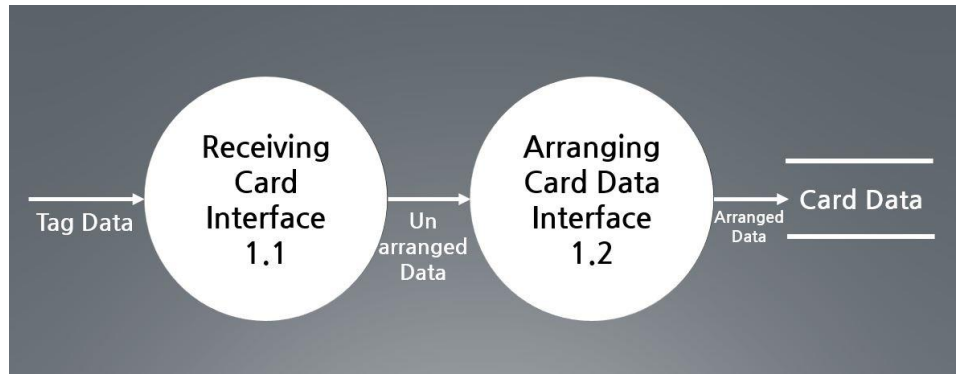 Tag Data
Receiving
Card
Interface
1.1
Un
arranged
Data
Arranging
Card Data
Interface
1.2
Arranged
Data
Card Data